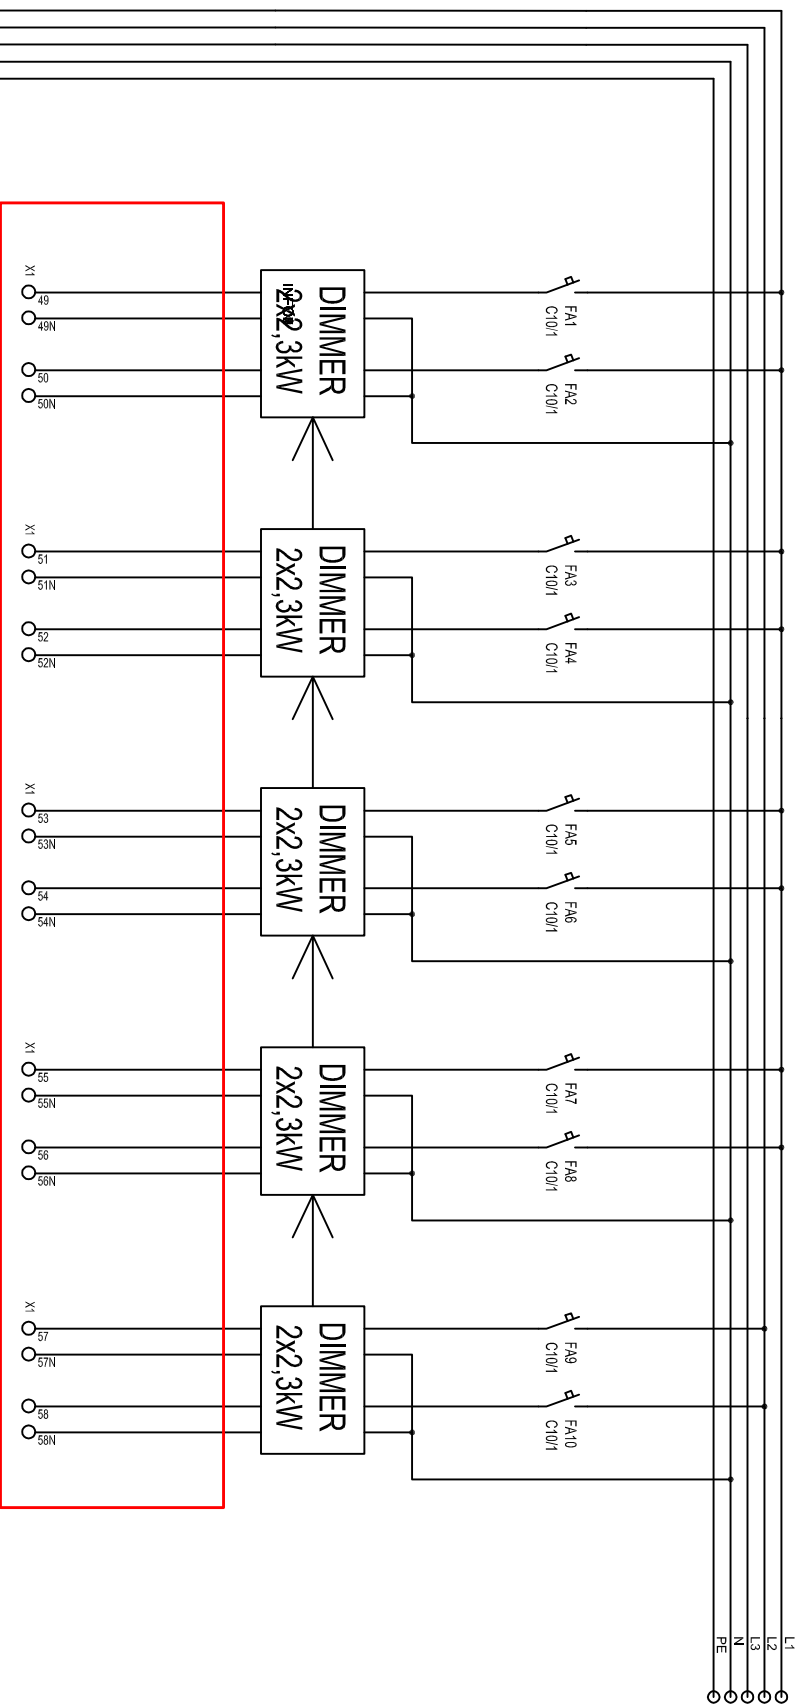 L1
L2
L3
N
PE
FA1
C10/1
FA2
C10/1
FA3
C10/1
FA4
C10/1
FA5
C10/1
FA6
C10/1
FA7
C10/1
FA8
C10/1
FA9
C10/1
FA10
C10/1
DIMMER
2x2,3kW
DIMMER
2x2,3kW
DIMMER
2x2,3kW
DIMMER
2x2,3kW
DIMMER
2x2,3kW
X1
49
49N
50
50N
X1
51
51N
52
52N
X1
53
53N
54
54N
X1
55
55N
56
56N
X1
57
57N
58
58N